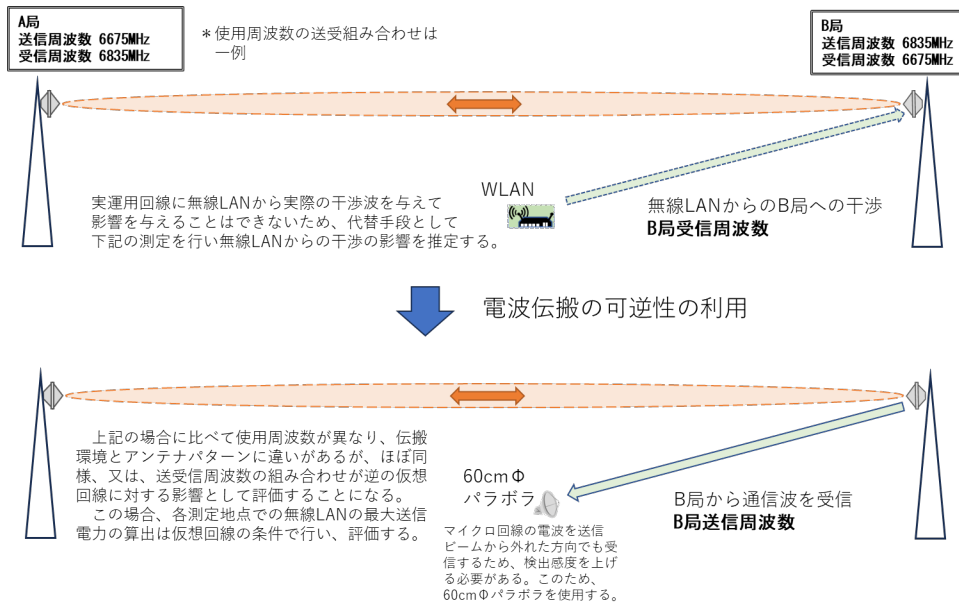 A局
送信周波数 6675MHz
受信周波数 6835MHz
＊使用周波数の送受組み合わせは
一例
B局
送信周波数 6835MHz
受信周波数 6675MHz
実運用回線に無線LANから実際の干渉波を与えて
影響を与えることはできないため、代替手段として
下記の測定を行い無線LANからの干渉の影響を推定する。
WLAN
無線LANからのB局への干渉
B局受信周波数
電波伝搬の可逆性の利用
上記の場合に比べて使用周波数が異なり、伝搬
環境とアンテナパターンに違いがあるが、ほぼ同
様、又は、送受信周波数の組み合わせが逆の仮想
回線に対する影響として評価することになる。
この場合、各測定地点での無線LANの最大送信
電力の算出は仮想回線の条件で行い、評価する。
60cmΦ
パラボラ
マイクロ回線の電波を送信
ビームから外れた方向でも受
信するため、検出感度を上げ
る必要がある。このため、
60cmΦパラボラを使用する。
B局から通信波を受信
B局送信周波数